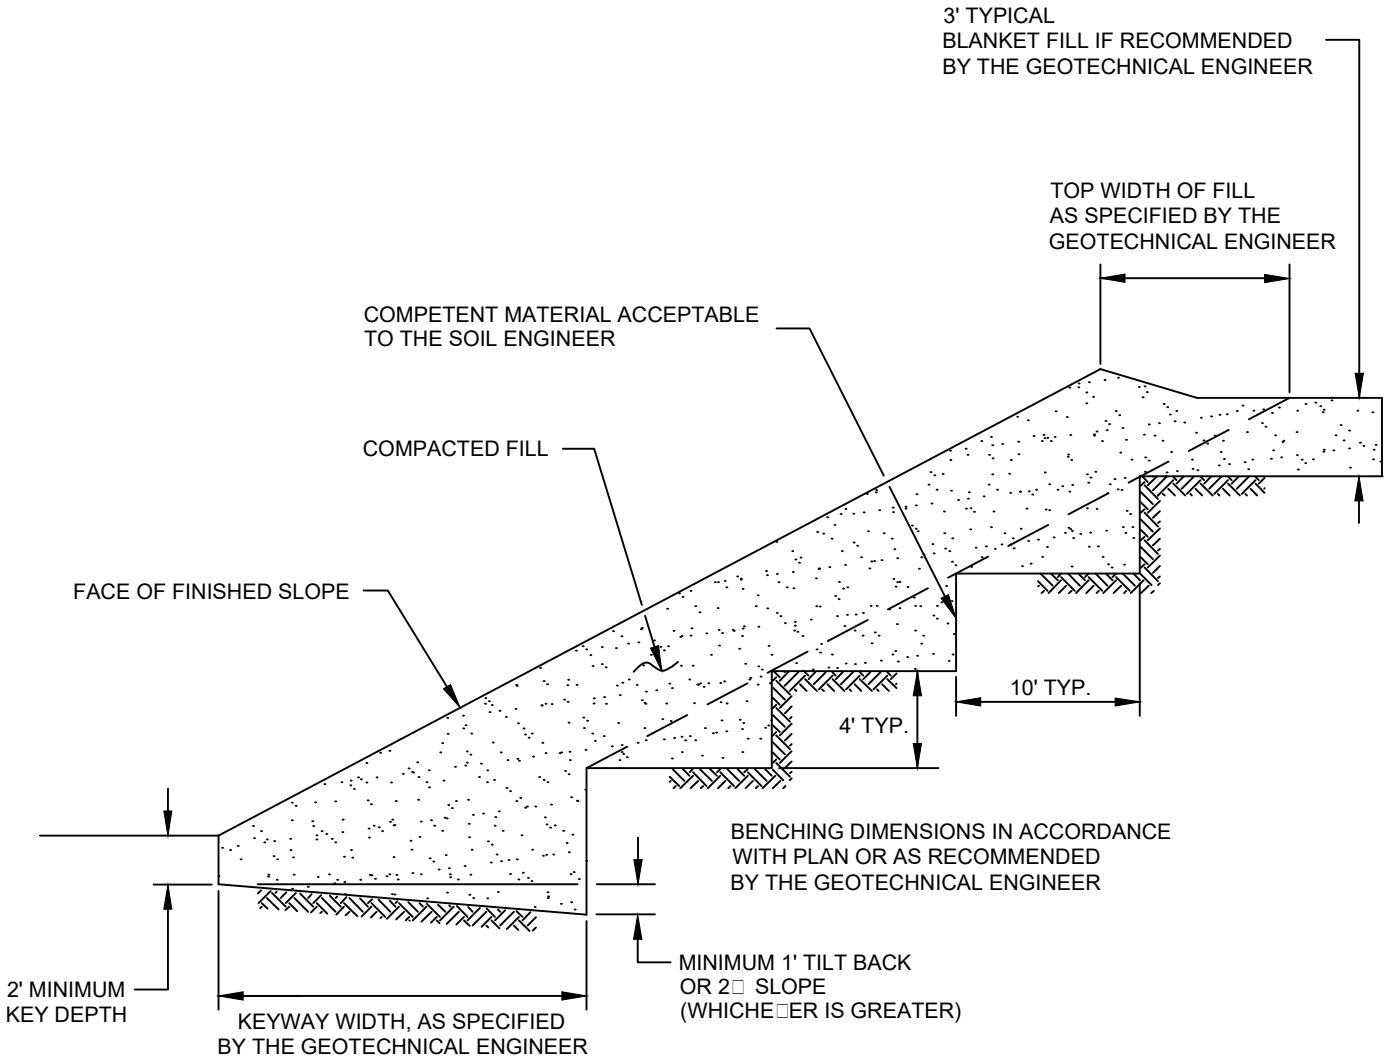 3' TYPICAL
BLANKET FILL IF RECOMMENDED
BY THE GEOTECHNICAL ENGINEER
TOP WIDTH OF FILL
AS SPECIFIED BY THE
GEOTECHNICAL ENGINEER
COMPETENT MATERIAL ACCEPTABLE
TO THE SOIL ENGINEER
COMPACTED FILL
FACE OF FINISHED SLOPE
10' TYP.
4' TYP.
BENCHING DIMENSIONS IN ACCORDANCE
WITH PLAN OR AS RECOMMENDED
BY THE GEOTECHNICAL ENGINEER
MINIMUM 1' TILT BACK
OR 2□ SLOPE
(WHICHE□ER IS GREATER)
2' MINIMUM
KEY DEPTH
KEYWAY WIDTH, AS SPECIFIED
BY THE GEOTECHNICAL ENGINEER